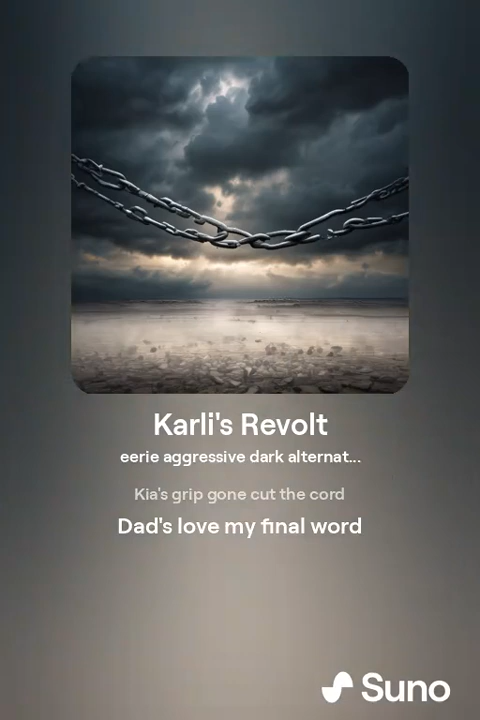 Karli's Revolt
eerie aggressive dark alternat...
Kia's grip gone cut the cord
Dad's love my final word
Suno